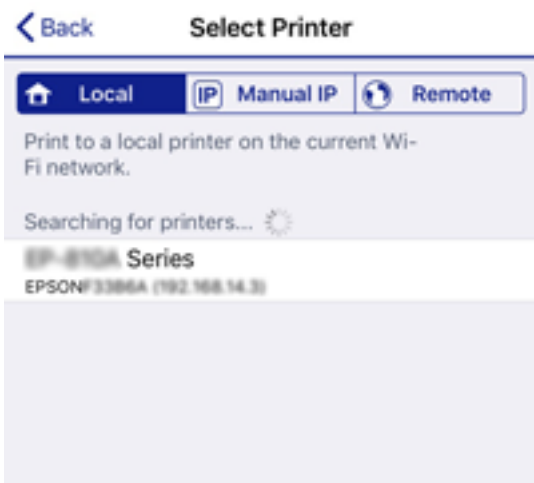 Back
Select Printer
Local
IP Manual IP
Remote
Print to a local printer on the current Wi-
Fi network.
Searching for printers...
Series
EPSON